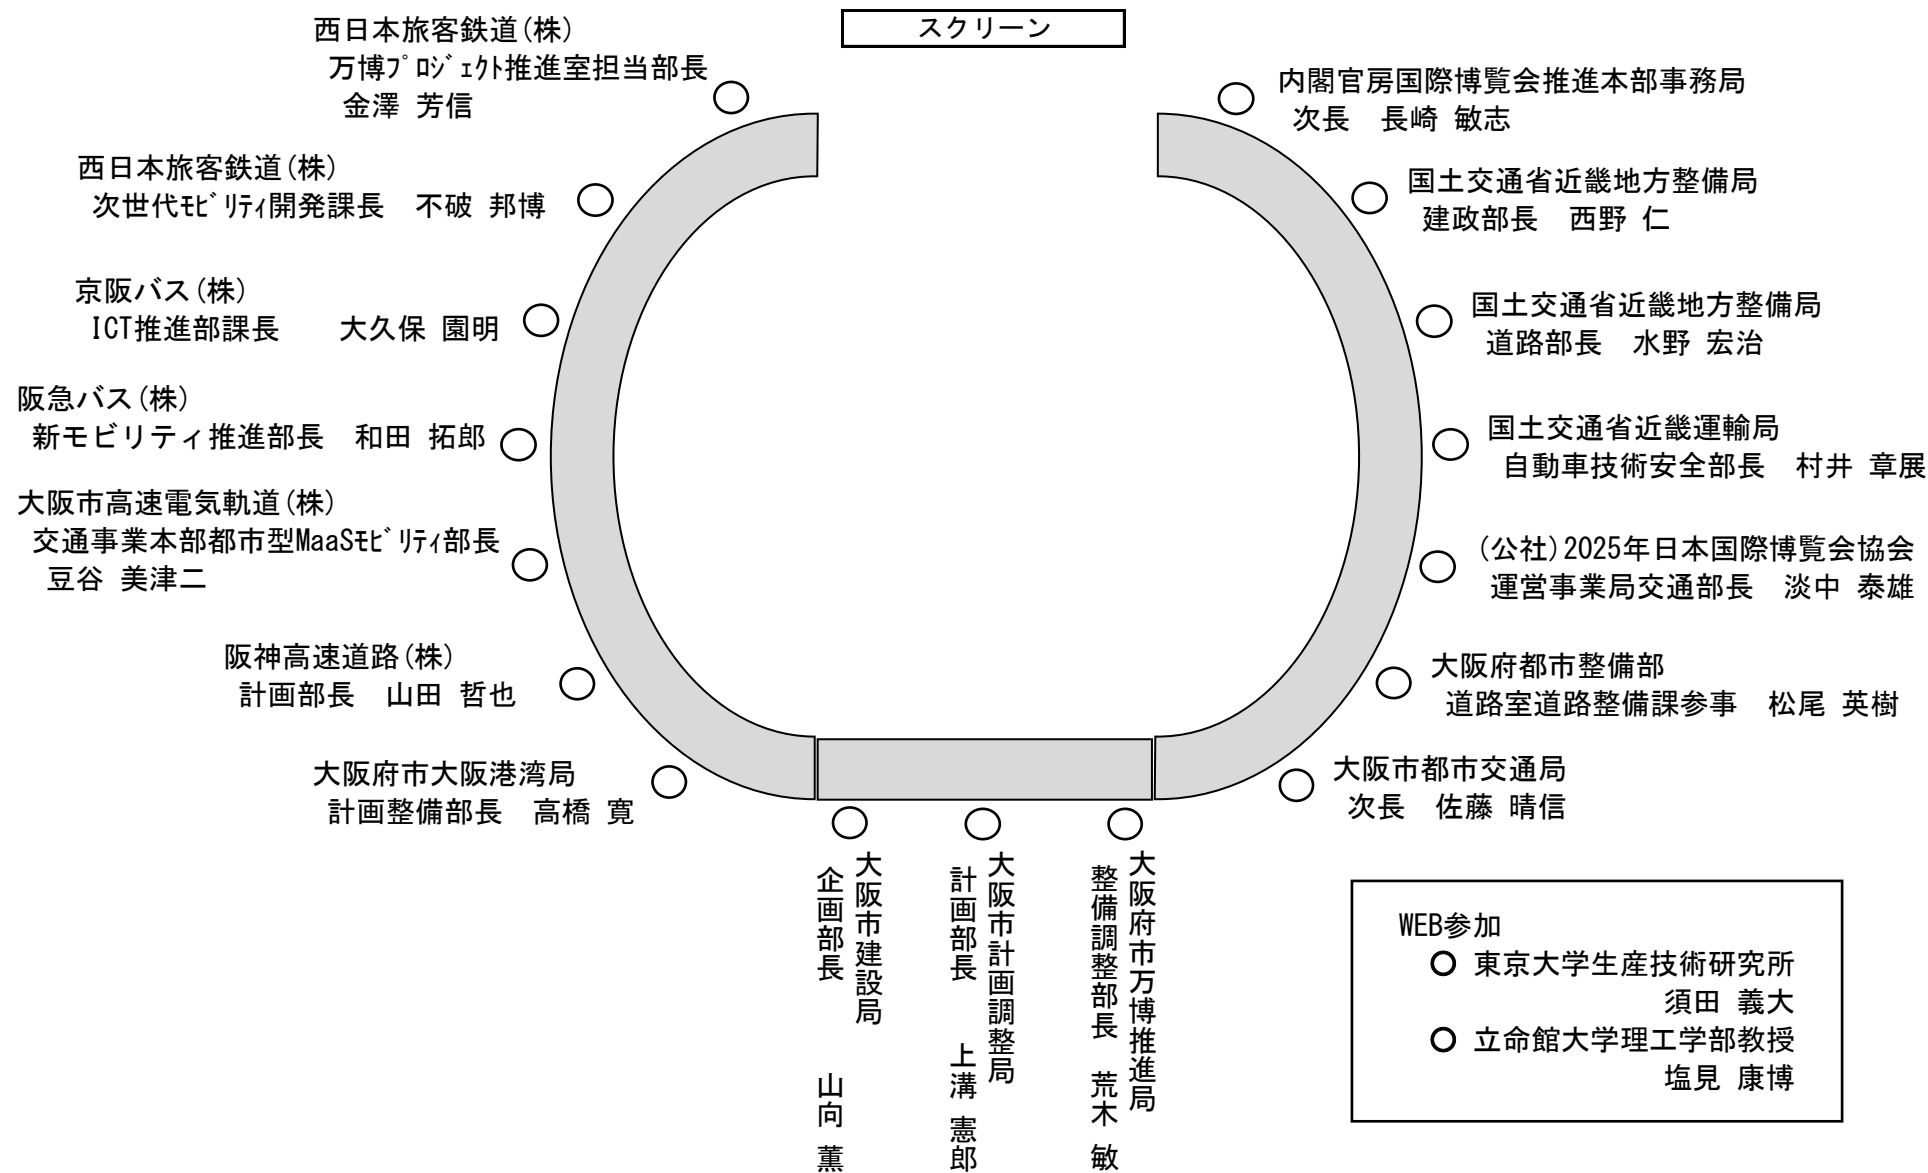 スクリーン
西日本旅客鉄道(株)
万博ﾌﾟﾛｼﾞｪｸﾄ推進室担当部長
金澤 芳信
西日本旅客鉄道(株)
次世代ﾓﾋﾞﾘﾃｨ開発課長 不破 邦博
京阪バス(株)
ICT推進部課長 大久保 園明
阪急バス(株)
新モビリティ推進部長 和田 拓郎
大阪市高速電気軌道(株)
交通事業本部都市型MaaSﾓﾋﾞﾘﾃｨ部長
豆谷 美津二
阪神高速道路(株)
計画部長 山田 哲也
大阪府市大阪港湾局
計画整備部長 高橋 寛
大阪市建設局
企画部長 山向 薫
大阪市計画調整局
計画部長 上溝 憲郎
大阪府市万博推進局
整備調整部長 荒木 敏
内閣官房国際博覧会推進本部事務局
次長 長崎 敏志
国土交通省近畿地方整備局
建政部長 西野 仁
国土交通省近畿地方整備局
道路部長 水野 宏治
国土交通省近畿運輸局
自動車技術安全部長 村井 章展
(公社)2025年日本国際博覧会協会
運営事業局交通部長 淡中 泰雄
大阪府都市整備部
道路室道路整備課参事 松尾 英樹
大阪市都市交通局
次長 佐藤 晴信
WEB参加
東京大学生産技術研究所
須田 義大
立命館大学理工学部教授
塩見 康博